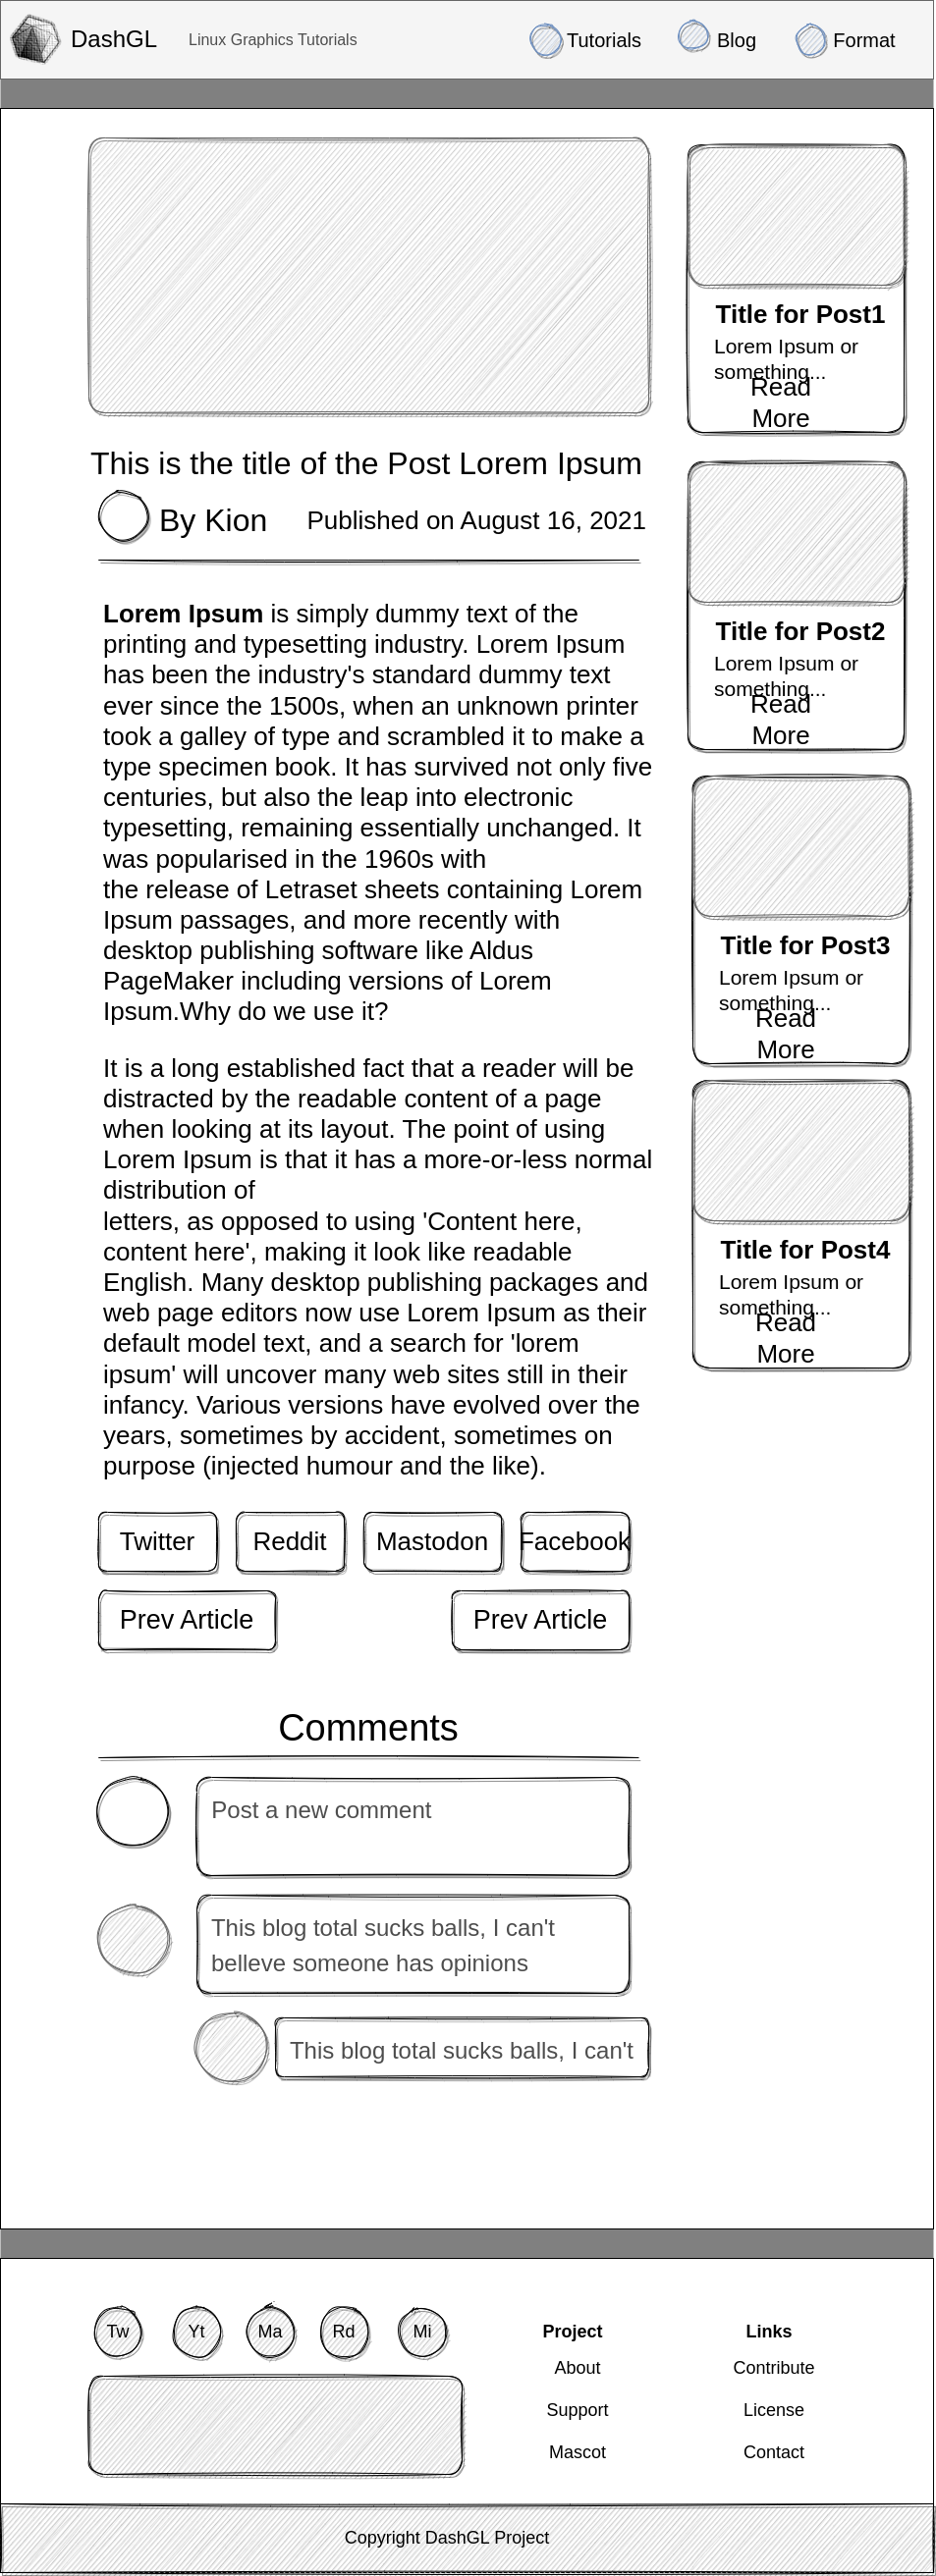 DashGL
Linux Graphics Tutorials
Tutorials
Blog
Format
This is the title of the Post Lorem Ipsum
By Kion
Published on August 16, 2021
Lorem Ipsum is simply dummy text of the
printing and typesetting industry. Lorem Ipsum
has been the industry's standard dummy text
ever since the 1500s, when an unknown printer
took a galley of type and scrambled it to make a
type specimen book. It has survived not only five
centuries, but also the leap into electronic
typesetting, remaining essentially unchanged. It
was popularised in the 1960s with
the release of Letraset sheets containing Lorem
Ipsum passages, and more recently with
desktop publishing software like Aldus
PageMaker including versions of Lorem
Ipsum.Why do we use it?
It is a long established fact that a reader will be
distracted by the readable content of a page
when looking at its layout. The point of using
Lorem Ipsum is that it has a more-or-less normal
distribution of
letters, as opposed to using 'Content here,
content here', making it look like readable
English. Many desktop publishing packages and
web page editors now use Lorem Ipsum as their
default model text, and a search for 'lorem
ipsum' will uncover many web sites still in their
infancy. Various versions have evolved over the
years, sometimes by accident, sometimes on
purpose (injected humour and the like).
Twitter
Reddit
Mastodon
Facebook
Prev Article
Prev Article
Comments
Post a new comment
This blog total sucks balls, I can't
belleve someone has opinions
This blog total sucks balls, I can't
Title for Post1
Lorem Ipsum or
something...
Read
More
Title for Post2
Lorem Ipsum or
something...
Read
More
Title for Post3
Lorem Ipsum or
something...
Read
More
Title for Post4
Lorem Ipsum or
something...
Read
More
Tw
Yt
Ma
Rd
Mi
Project
About
Support
Mascot
Links
Contribute
License
Contact
Copyright DashGL Project